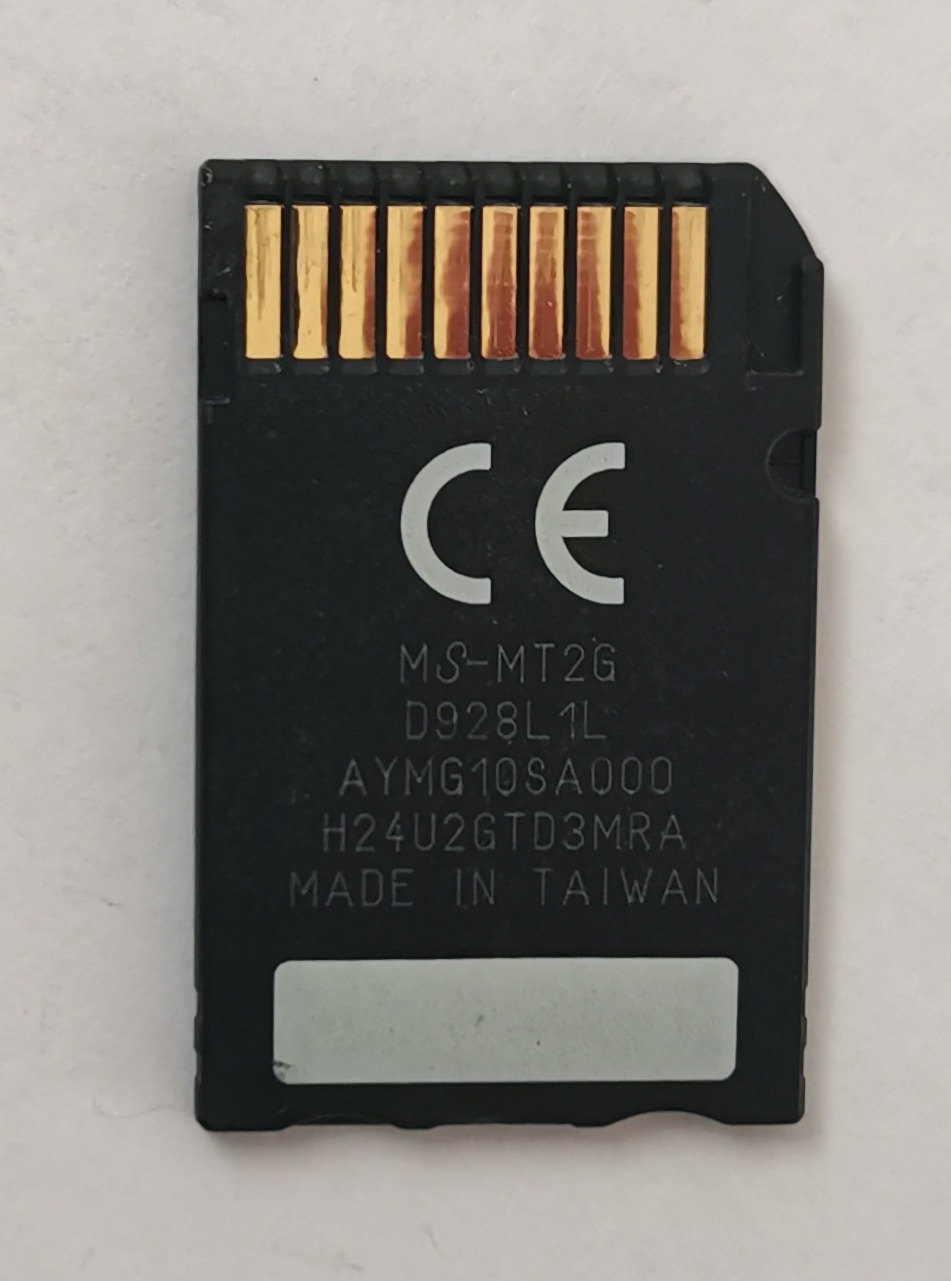 CE
MS-MT2G
D928L1L
AYMG10SA000
H24U2GTD3MRA
MADE IN TAIWAN